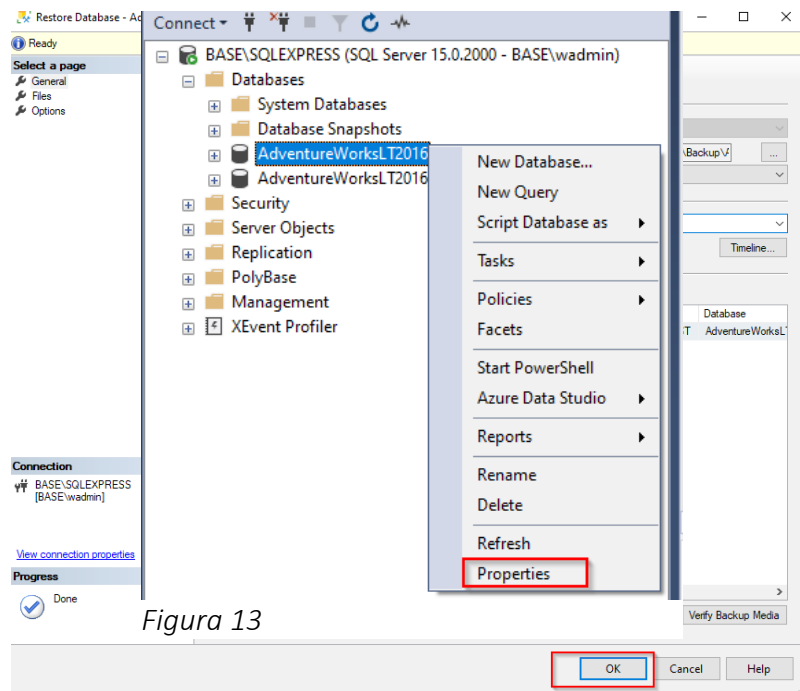 Restore Database - Ad
Ready
Select a page
General
Files
Options
Connection
BASE\SQLEXPRESS
[BASE\wadmin]
View connection properties
Progress
Done
Connect
BASE\SQLEXPRESS (SQL Server 15.0.2000 - BASE\wadmin)
Databases
System Databases
Database Snapshots
AdventureWorksLT2016
AdventureWorksLT2016
Security
Server Objects
Replication
PolyBase
Management
XEvent Profiler
New Database...
New Query
Script Database as
Tasks
Policies
Facets
Start PowerShell
Azure Data Studio
Reports
Rename
Delete
Refresh
Properties
Figura 13
\Backup\
...
Timeline...
Database
T AdventureWorksL
Verify Backup Media
OK Cancel Help